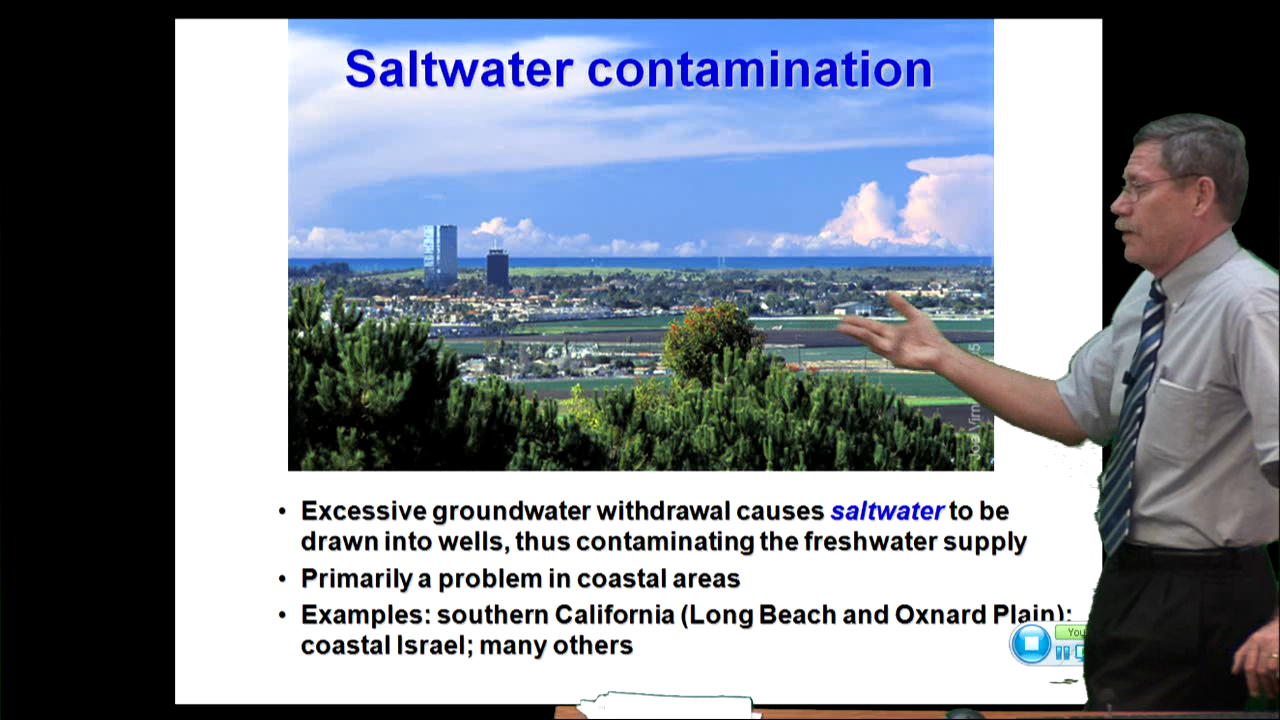 Saltwater contamination
• Excessive groundwater withdrawal causes saltwater to be
drawn into wells, thus contaminating the freshwater supply
• Primarily a problem in coastal areas
• Examples: southern California (Long Beach and Oxnard Plain);
coastal Israel; many others
You